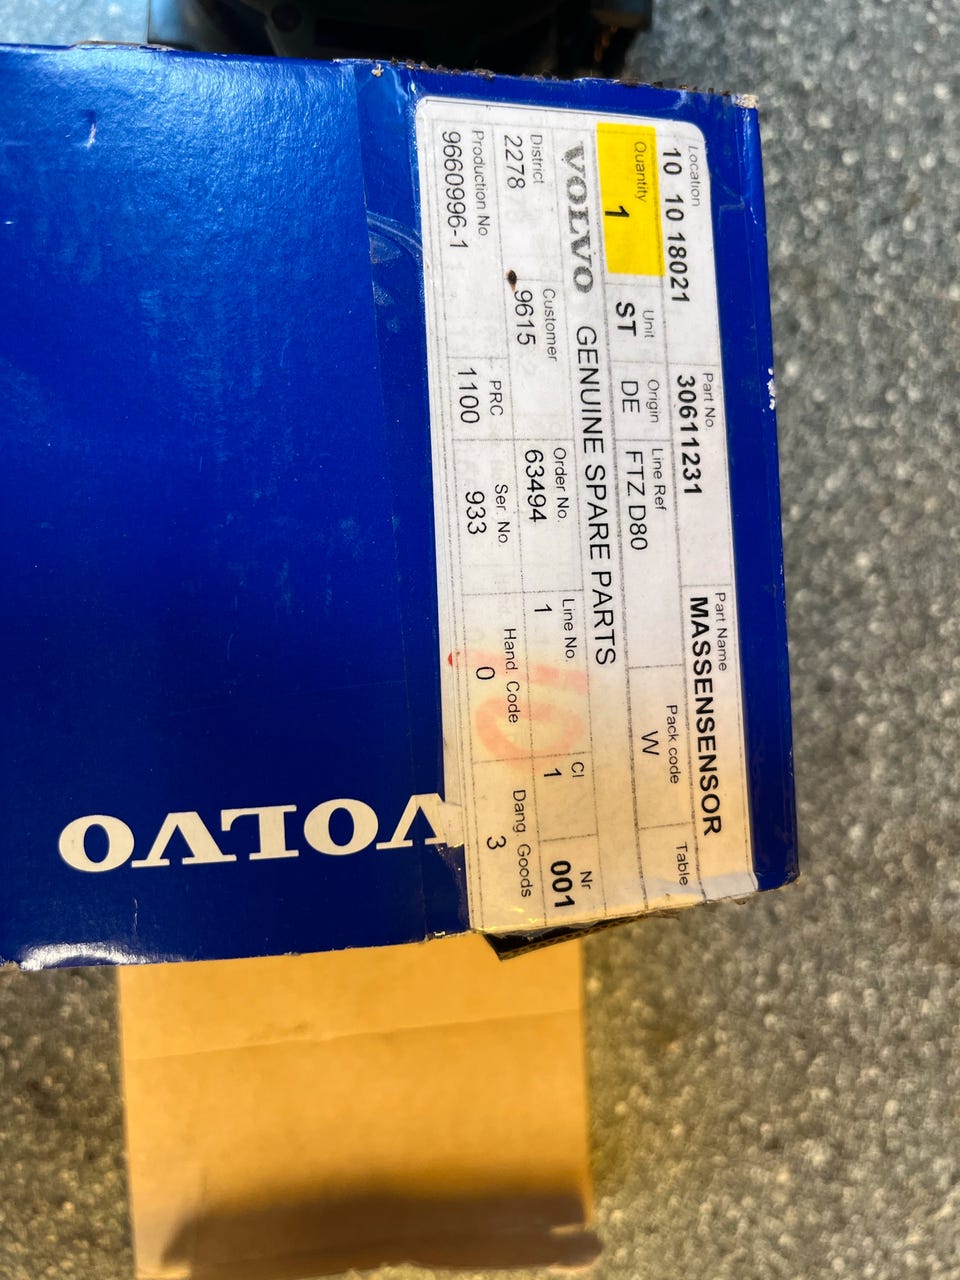 Location Part No. Part Name
10 10 18021 30611231 MASSENSENSOR
Quantity Unit Origin Line Ref Pack code Table
1 ST DE FTZ D80 W
VOLVO GENUINE SPARE PARTS
District Customer Order No. Line No. CI Nr
2278 9615 63494 1 1 001
Production No. PRC Ser. No. Hand. Code Dang. Goods
9660996-1 1100 933 0 3
VOLVO